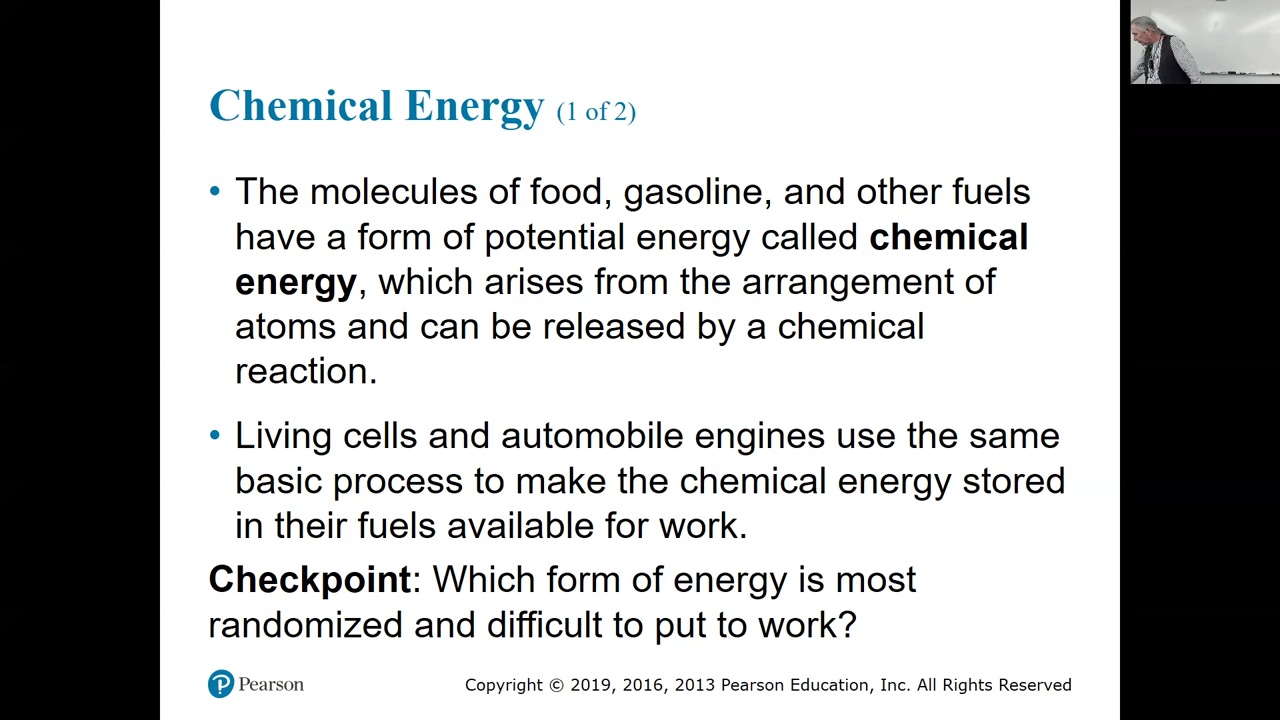 Chemical Energy (1 of 2)
• The molecules of food, gasoline, and other fuels
have a form of potential energy called chemical
energy, which arises from the arrangement of
atoms and can be released by a chemical
reaction.
• Living cells and automobile engines use the same
basic process to make the chemical energy stored
in their fuels available for work.
Checkpoint: Which form of energy is most
randomized and difficult to put to work?
P Pearson
Copyright © 2019, 2016, 2013 Pearson Education, Inc. All Rights Reserved